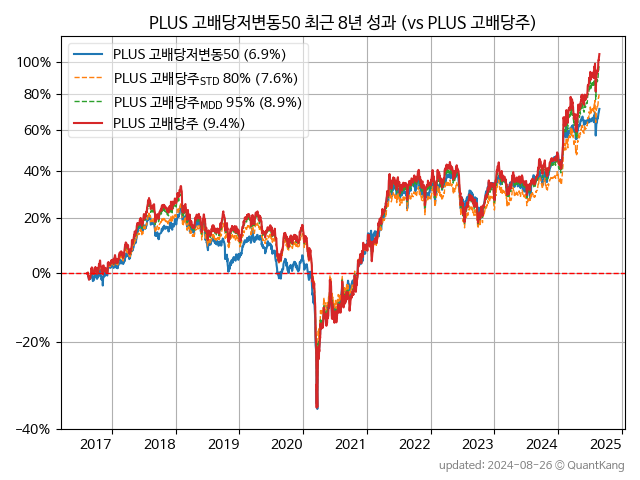 PLUS 고배당저변동50 최근 8년 성과 (vs PLUS 고배당주)
PLUS 고배당저변동50 (6.9%)
PLUS 고배당주STD 80% (7.6%)
PLUS 고배당주MDD 95% (8.9%)
PLUS 고배당주 (9.4%)
100%
80%
60%
40%
20%
0%
−20%
−40%
2017 2018 2019 2020 2021 2022 2023 2024 2025
updated: 2024-08-26 © QuantKang